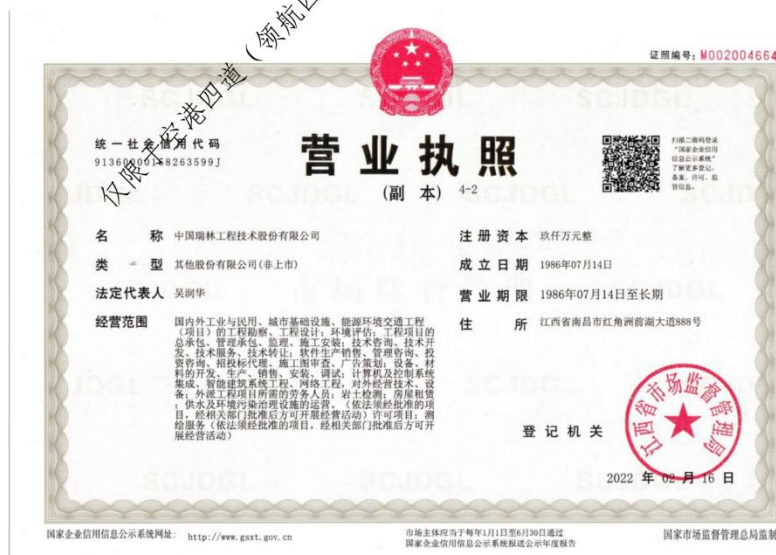 仅限于空港四道（领航
证照编号：M002004664
统一社会信用代码
营业执照
（副 本） 4-2
扫描二维码登录
“国家企业信用
信息公示系统”
了解更多登记、
备案、许可、监
管信息。
名 称 中国瑞林工程技术股份有限公司
类 型 其他股份有限公司(非上市)
法定代表人 吴润华
经营范围 国内外工业与民用、城市基础设施、能源环境交通工程
（项目）的工程勘察、工程设计；环境评估；工程项目的
总承包、管理承包、监理、施工安装；技术咨询、技术开
发、技术服务、技术转让；软件生产销售、管理咨询、投
资咨询、招投标代理、施工图审查、广告策划；设备、材
料的开发、生产、销售、安装、调试；计算机及控制系统
集成、智能建筑系统工程、网络工程，对外经营技术、设
备；外派工程项目所需的劳务人员；岩土检测；房屋租赁
；供水及环境污染治理设施的运营。（依法须经批准的项
目，经相关部门批准后方可开展经营活动）许可项目：测
绘服务（依法须经批准的项目，经相关部门批准后方可开
展经营活动）
注册资本 玖仟万元整
成立日期 1986年07月14日
营业期限 1986年07月14日至长期
住 所 江西省南昌市红角洲前湖大道888号
登记机关
江西省市场监督管理局
2022 年 02 月 16 日
国家企业信用信息公示系统网址： http://www.gsxt.gov.cn
市场主体应当于每年1月1日至6月30日通过
国家企业信用信息公示系统报送公示年度报告
国家市场监督管理总局监制